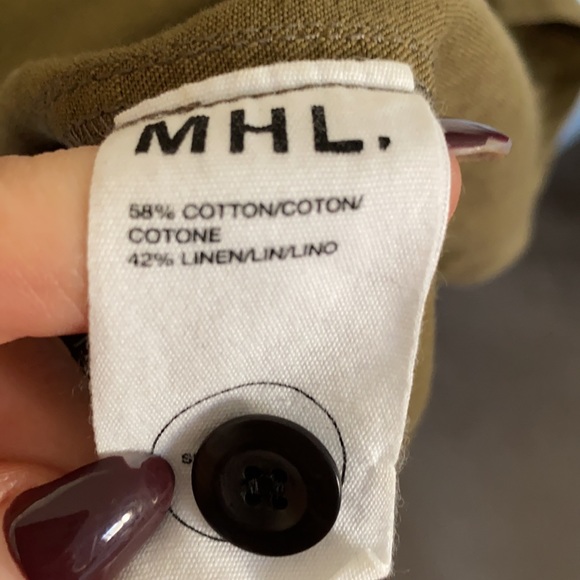 MHL.
58% COTTON/COTON/
COTONE
42% LINEN/LIN/LINO